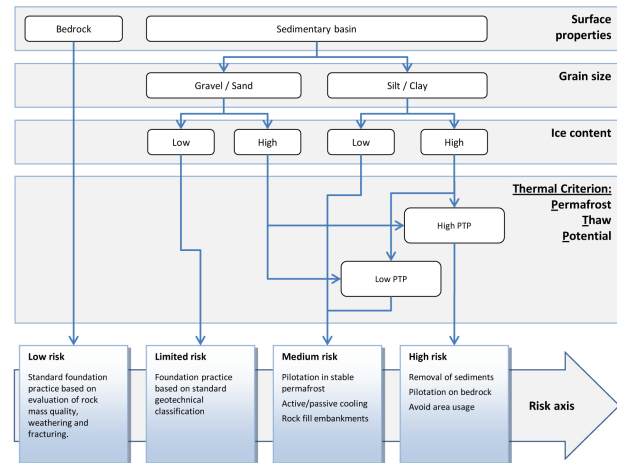 Surface
properties
Bedrock
Sedimentary basin
Grain size
Gravel / Sand
Silt / Clay
Ice content
Low
High
Low
High
Thermal Criterion:
Permafrost
Thaw
Potential
High PTP
Low PTP
Low risk
Standard foundation
practice based on
evaluation of rock
mass quality,
weathering and
fracturing.
Limited risk
Foundation practice
based on standard
geotechnical
classification
Medium risk
Pilotation in stable
permafrost
Active/passive cooling
Rock fill embankments
High risk
Removal of sediments
Pilotation on bedrock
Avoid area usage
Risk axis